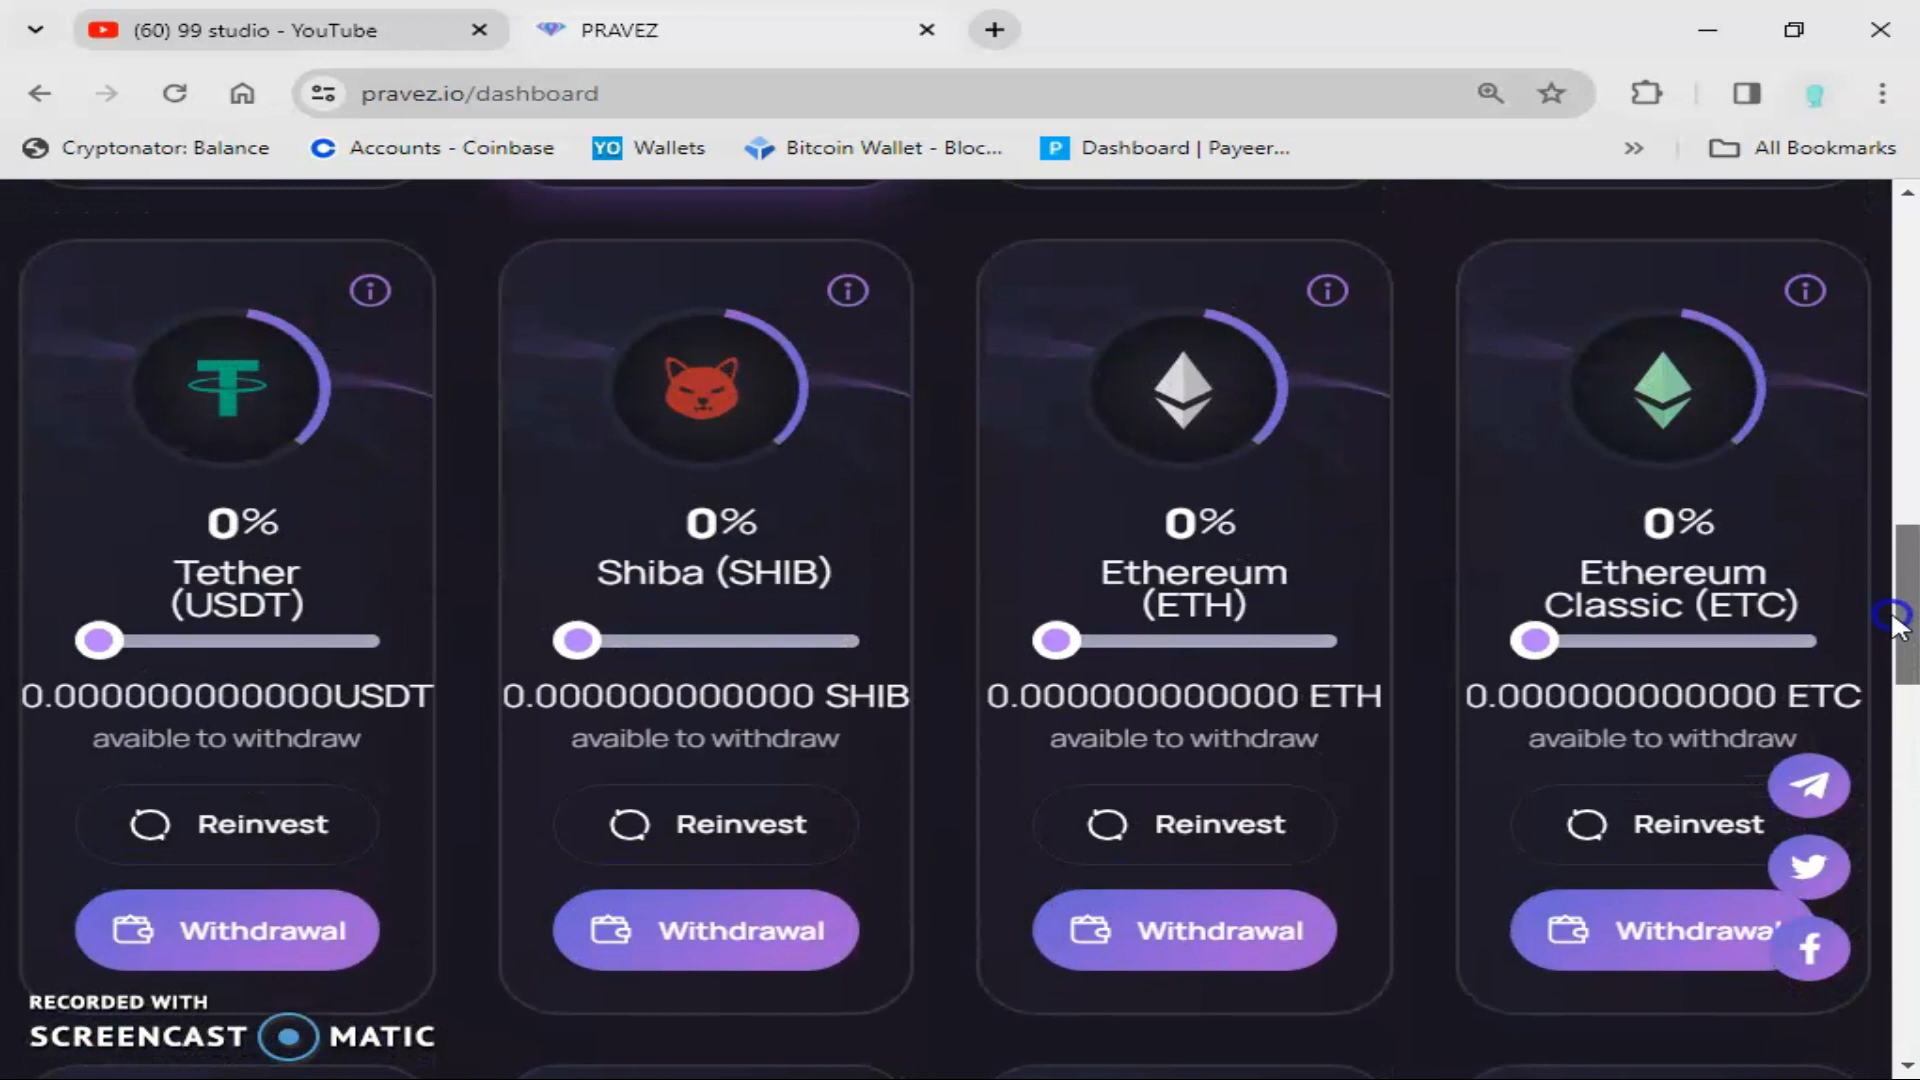 (60) 99 studio - YouTube
PRAVEZ
pravez.io/dashboard
Cryptonator: Balance
Accounts - Coinbase
YO Wallets
Bitcoin Wallet - Bloc...
P Dashboard | Payeer...
All Bookmarks
0% 0% 0% 0%
Tether Shiba (SHIB) Ethereum Ethereum
(USDT) (ETH) Classic (ETC)
0.000000000000USDT 0.000000000000 SHIB 0.000000000000 ETH 0.000000000000 ETC
avaible to withdraw avaible to withdraw avaible to withdraw avaible to withdraw
Reinvest Reinvest Reinvest Reinvest
Withdrawal Withdrawal Withdrawal Withdrawal
RECORDED WITH
SCREENCAST MATIC